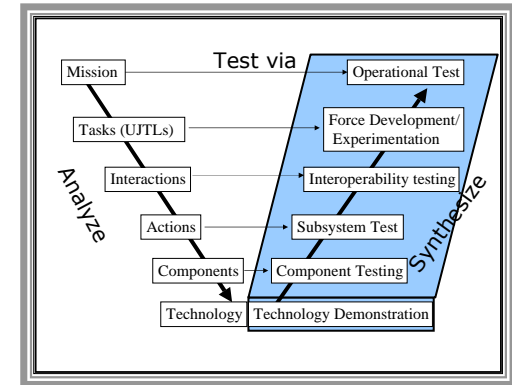 Test via
Mission
Operational Test
Tasks (UJTLs)
Force Development/
Experimentation
Interactions
Interoperability testing
Analyze
Synthesize
Actions
Subsystem Test
Components
Component Testing
Technology
Technology Demonstration